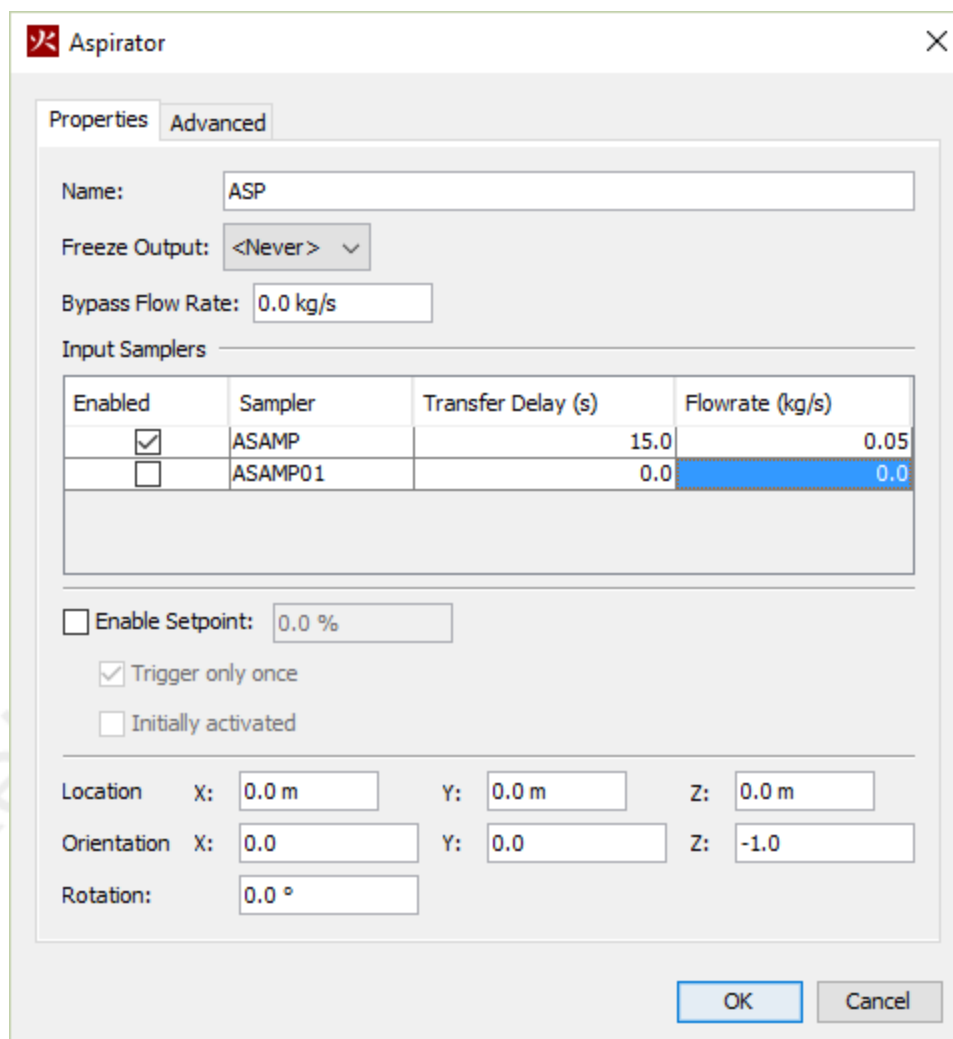 火 Aspirator
Properties Advanced
Name: ASP
Freeze Output: <Never>
Bypass Flow Rate: 0.0 kg/s
Input Samplers
Enabled Sampler Transfer Delay (s) Flowrate (kg/s)
ASAMP 15.0 0.05
ASAMP01 0.0 0.0
Enable Setpoint: 0.0 %
Trigger only once
Initially activated
Location X: 0.0 m Y: 0.0 m Z: 0.0 m
Orientation X: 0.0 Y: 0.0 Z: -1.0
Rotation: 0.0 °
OK Cancel